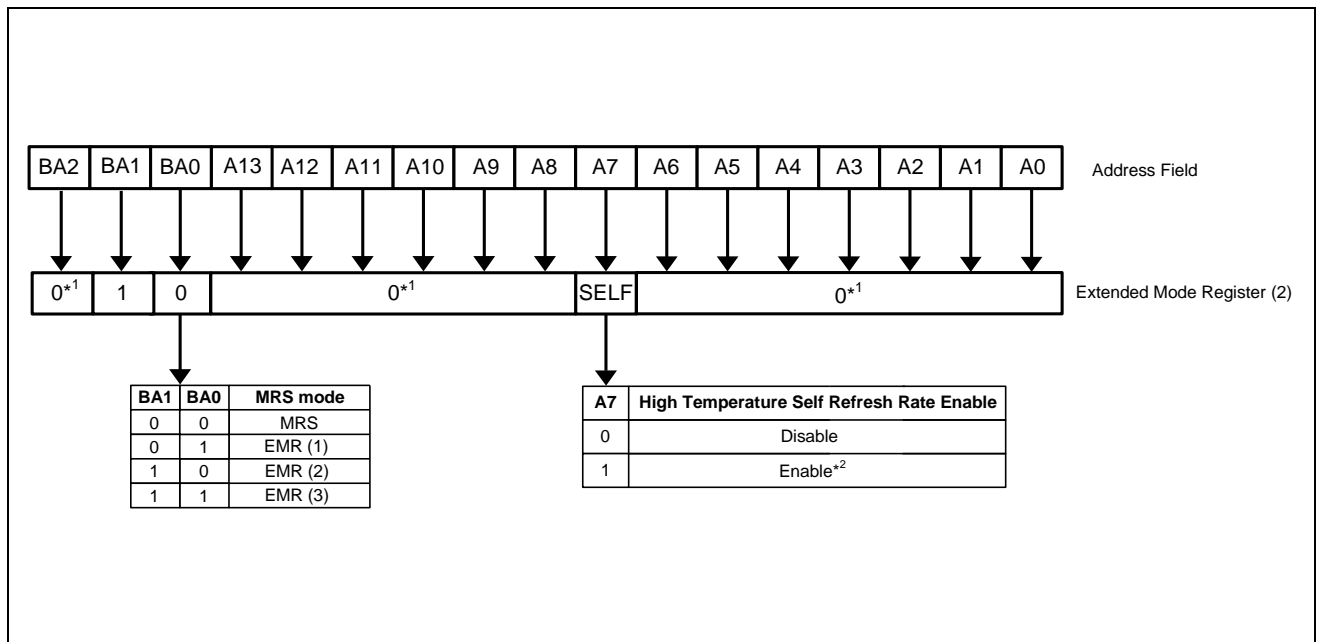 BA2 BA1 BA0 A13 A12 A11 A10 A9 A8 A7 A6 A5 A4 A3 A2 A1 A0 Address Field
0*1 1 0 0*1 SELF 0*1 Extended Mode Register (2)
BA1 BA0 MRS mode
0 0 MRS
0 1 EMR (1)
1 0 EMR (2)
1 1 EMR (3)
A7 High Temperature Self Refresh Rate Enable
0 Disable
1 Enable*2